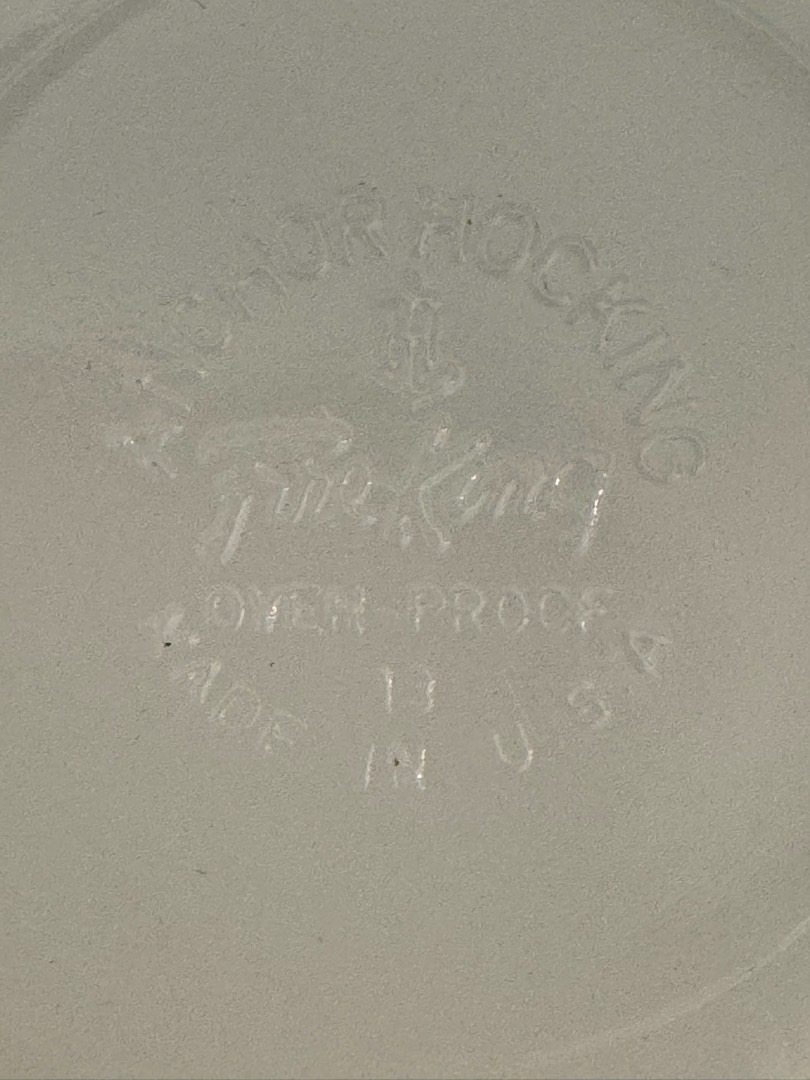 ANCHOR HOCKING
Fire-King
OVEN-PROOF
13
MADE IN U S A